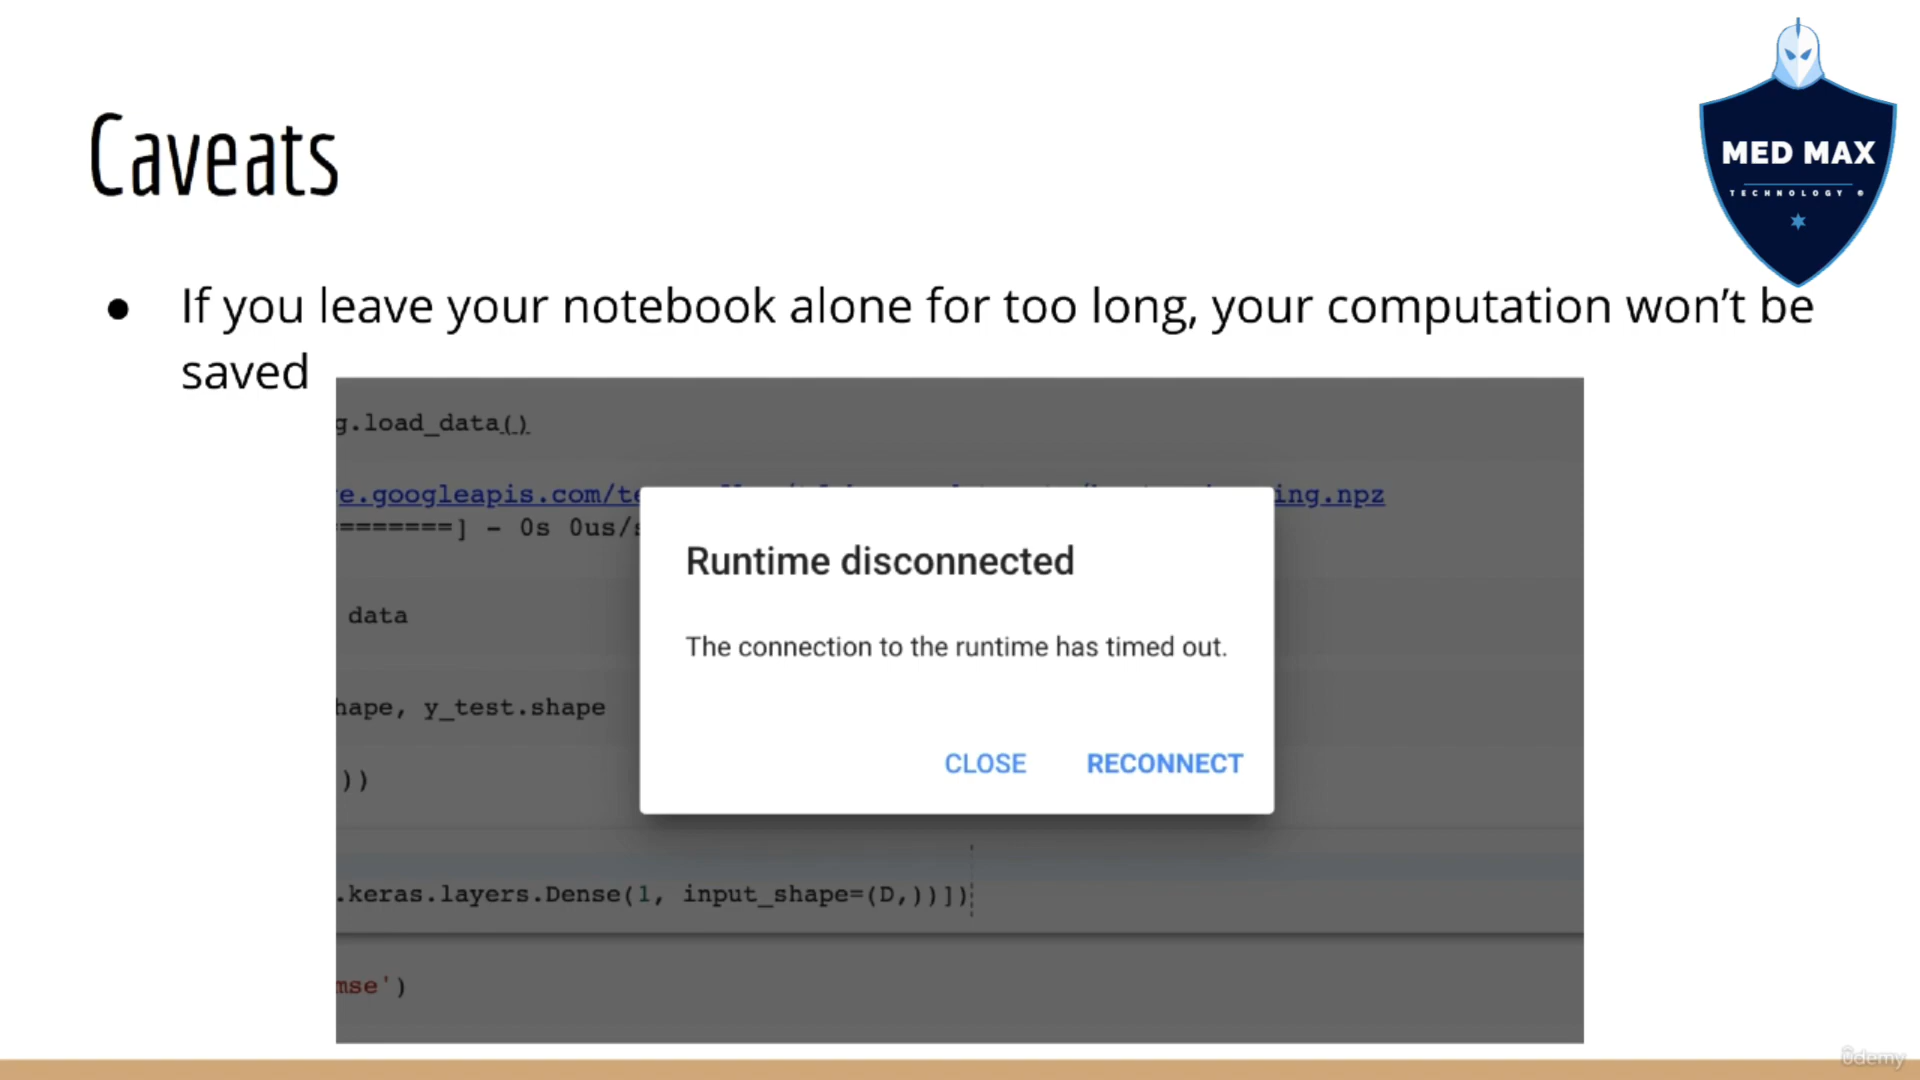 MED MAX
TECHNOLOGY ®
Caveats
● If you leave your notebook alone for too long, your computation won’t be
saved
g.load_data()
e.googleapis.com/te
ing.npz
========] - 0s 0us/s
Runtime disconnected
data
The connection to the runtime has timed out.
hape, y_test.shape
CLOSE RECONNECT
))
.keras.layers.Dense(1, input_shape=(D,))])
mse')
ûdemy